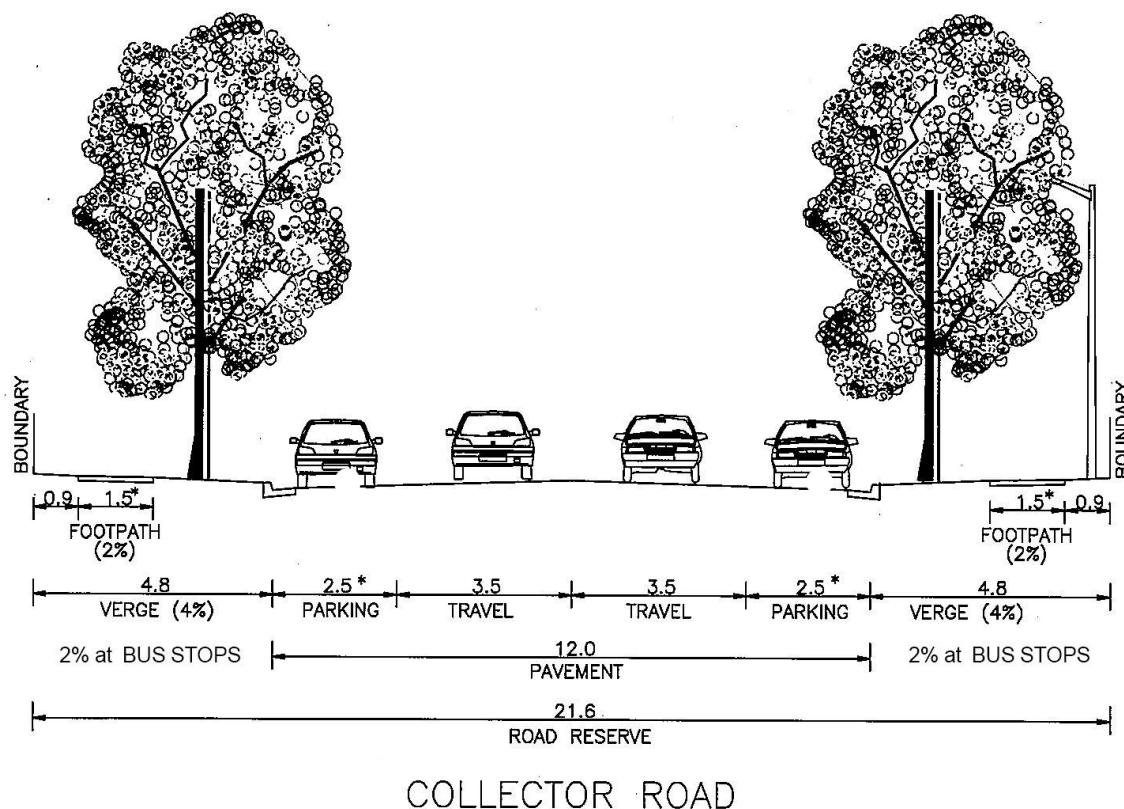 BOUNDARY
BOUNDARY
0.9 1.5* 1.5* 0.9
FOOTPATH FOOTPATH
(2%) (2%)
4.8 2.5* 3.5 3.5 2.5* 4.8
VERGE (4%) PARKING TRAVEL TRAVEL PARKING VERGE (4%)
2% at BUS STOPS 12.0 2% at BUS STOPS
PAVEMENT
21.6
ROAD RESERVE
COLLECTOR ROAD